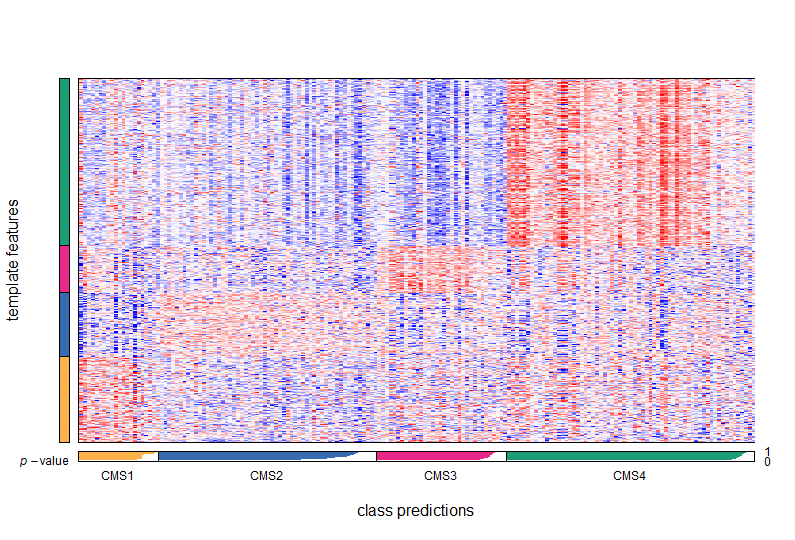 template features
p –value
1
0
CMS1 CMS2 CMS3 CMS4
class predictions